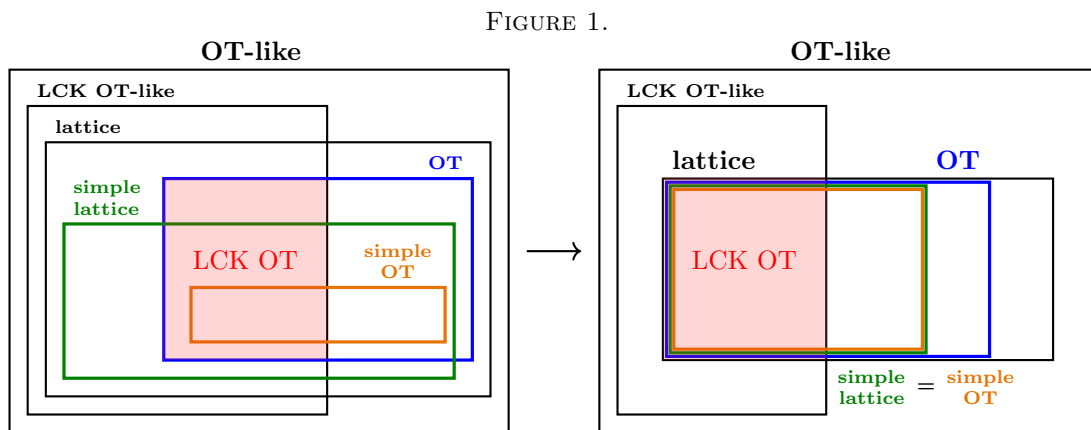 FIGURE 1.
OT-like
LCK OT-like
lattice
OT
simple
lattice
LCK OT
simple
OT
OT-like
LCK OT-like
lattice
OT
LCK OT
simple
lattice
=
simple
OT